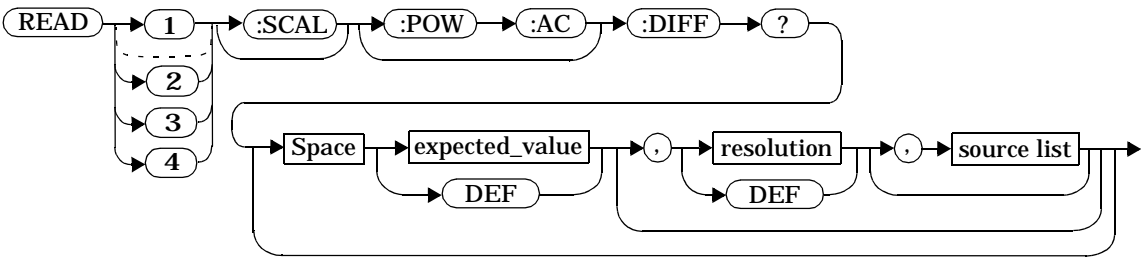 READ 1 :SCAL :POW :AC :DIFF ?
2
3
4
Space expected_value , resolution , source list
DEF DEF